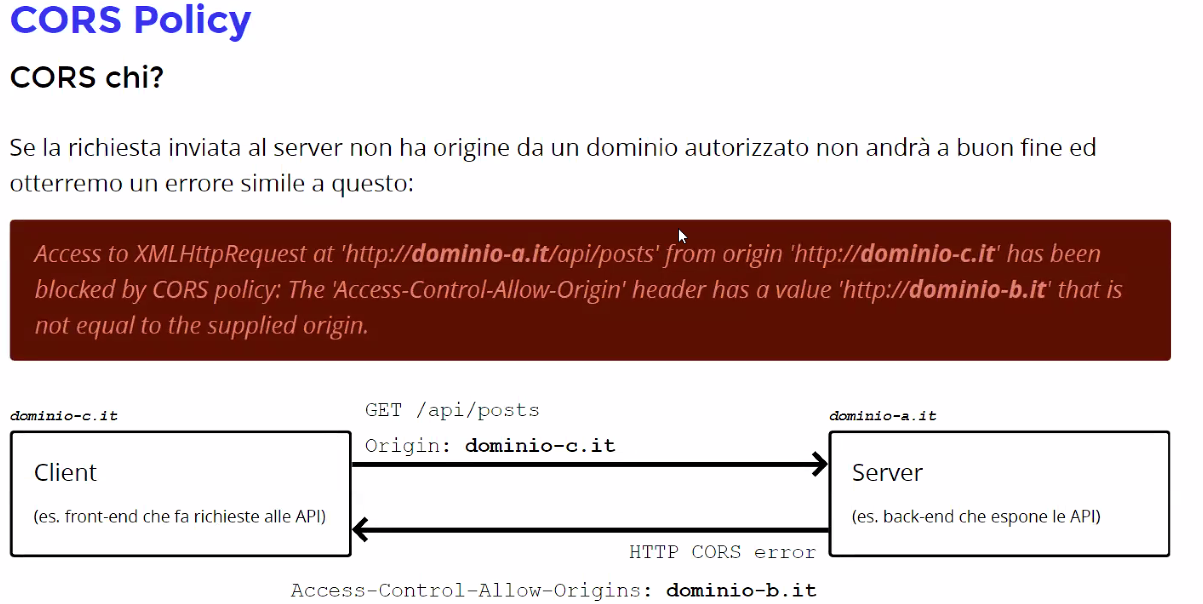 CORS Policy
CORS chi?
Se la richiesta inviata al server non ha origine da un dominio autorizzato non andrà a buon fine ed
otterremo un errore simile a questo:
Access to XMLHttpRequest at 'http://dominio-a.it/api/posts' from origin 'http://dominio-c.it' has been
blocked by CORS policy: The 'Access-Control-Allow-Origin' header has a value 'http://dominio-b.it' that is
not equal to the supplied origin.
dominio-c.it
GET /api/posts
Origin: dominio-c.it
dominio-a.it
Client
(es. front-end che fa richieste alle API)
Server
(es. back-end che espone le API)
HTTP CORS error
Access-Control-Allow-Origins: dominio-b.it